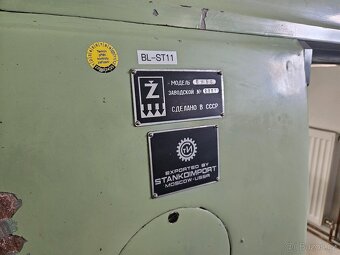 BL-ST11
Ž
МОДЕЛЬ
ЗАВОДСКОЙ №
СДЕЛАНО В СССР
EXPORTED BY
STANKOIMPORT
MOSCOW-USSR